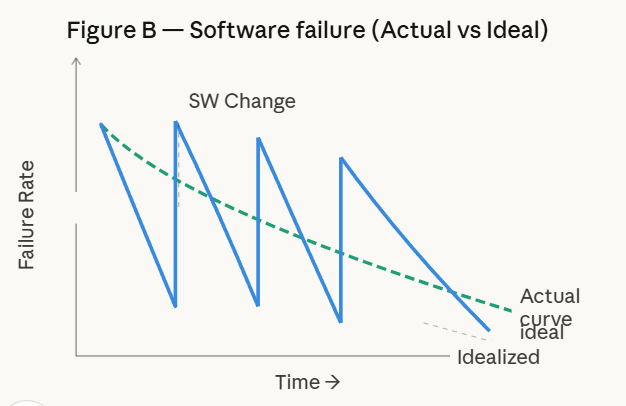 Figure B — Software failure (Actual vs Ideal)
SW Change
Failure Rate
Actual
curve
ideal
Idealized
Time →